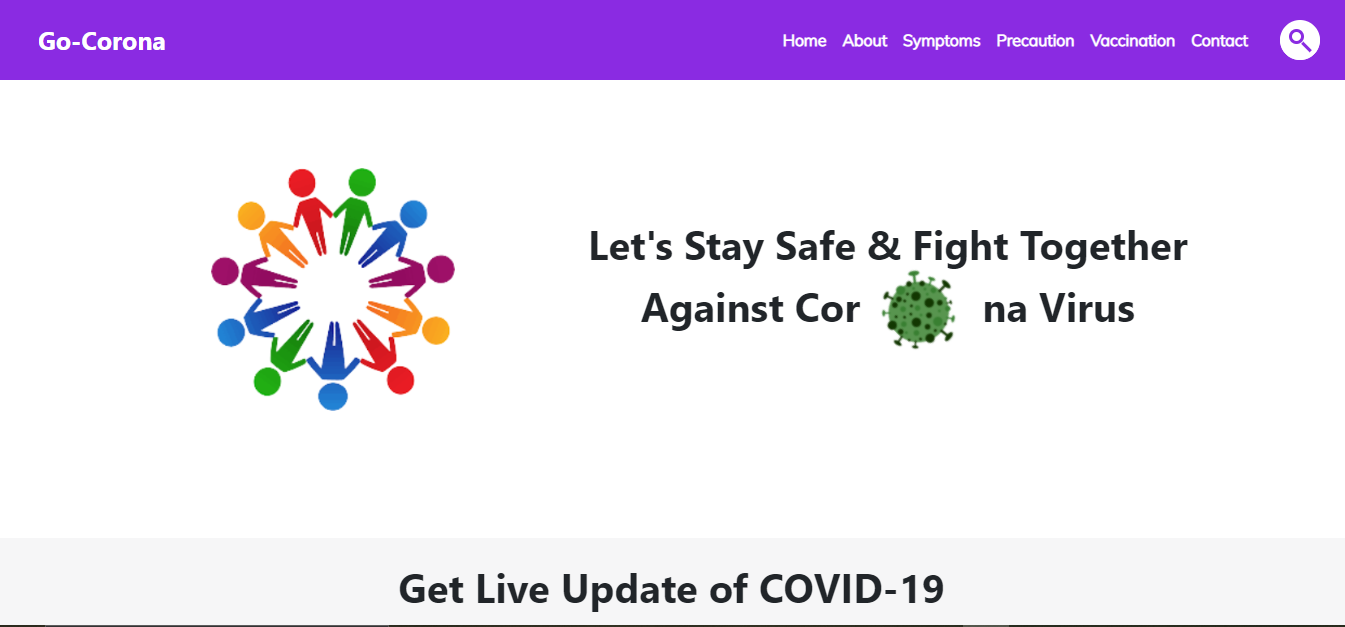 Go-Corona
Home About Symptoms Precaution Vaccination Contact
Let's Stay Safe & Fight Together
Against Cor na Virus
Get Live Update of COVID-19